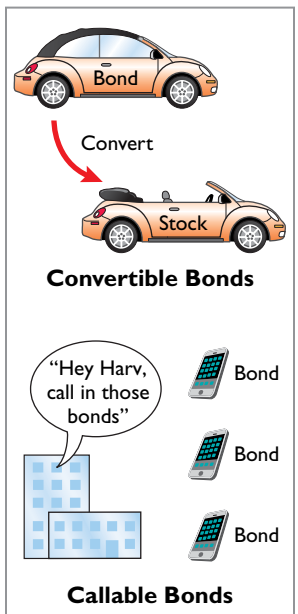 Bond
Convert
Stock
Convertible Bonds
“Hey Harv,
call in those
bonds”
Bond
Bond
Bond
Callable Bonds